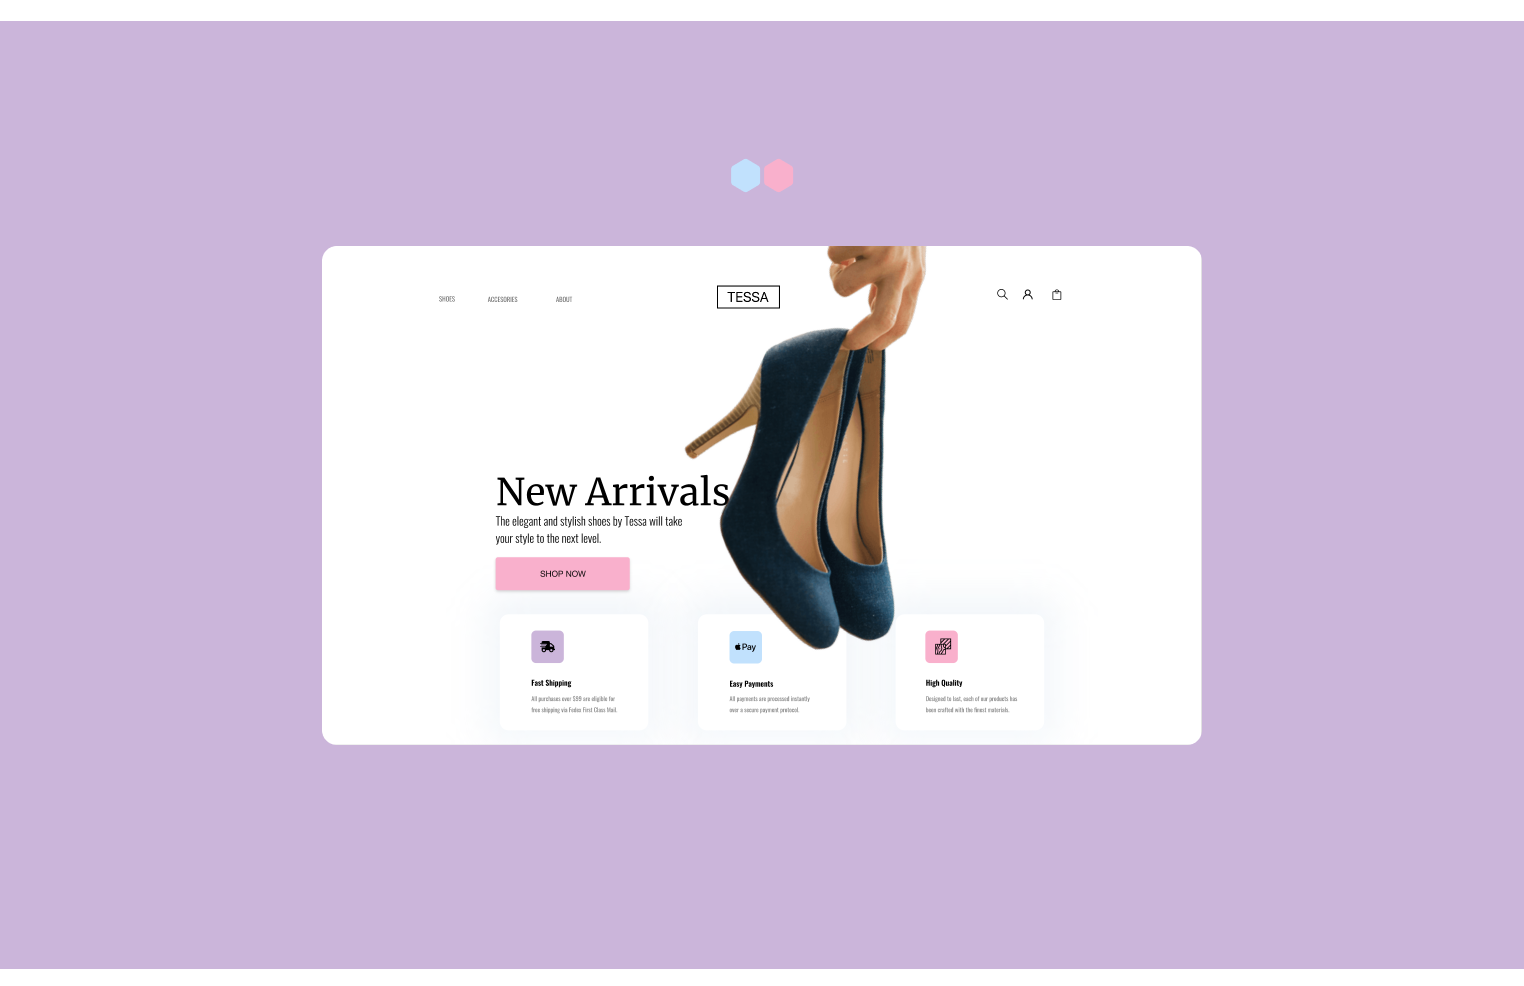 SHOES ACCESORIES ABOUT
TESSA
New Arrivals
The elegant and stylish shoes by Tessa will take
your style to the next level.
SHOP NOW
Pay
Fast Shipping
All purchases over $99 are eligible for
free shipping via Fedex First Class Mail.
Easy Payments
All payments are processed instantly
over a secure payment protocol.
High Quality
Designed to last, each of our products has
been crafted with the finest materials.